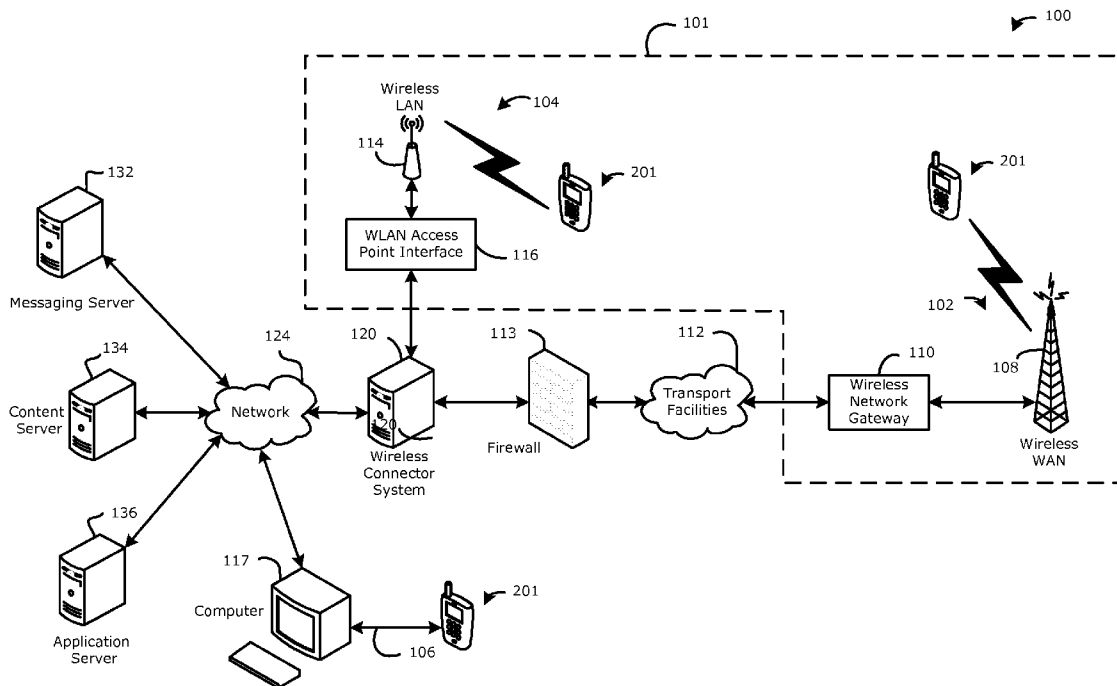 101
100
Wireless
LAN
104
114
201
201
132
WLAN Access
Point Interface
116
Messaging Server
102
134
124
120
113
112
110
108
Content
Server
Network
120
Transport
Facilities
Wireless
Network
Gateway
Firewall
Wireless
Connector
System
Wireless
WAN
136
117
201
Computer
Application
Server
106